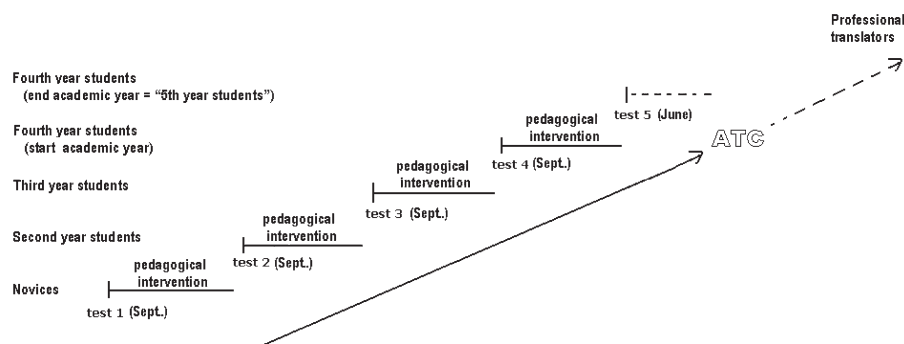 Professional
translators
Fourth year students
(end academic year = “5th year students”)
test 5 (June)
Fourth year students
(start academic year)
pedagogical
intervention
ATC
test 4 (Sept..)
Third year students
pedagogical
intervention
test 3 (Sept..)
Second year students
pedagogical
intervention
test 2 (Sept..)
Novices
pedagogical
intervention
test 1 (Sept..)